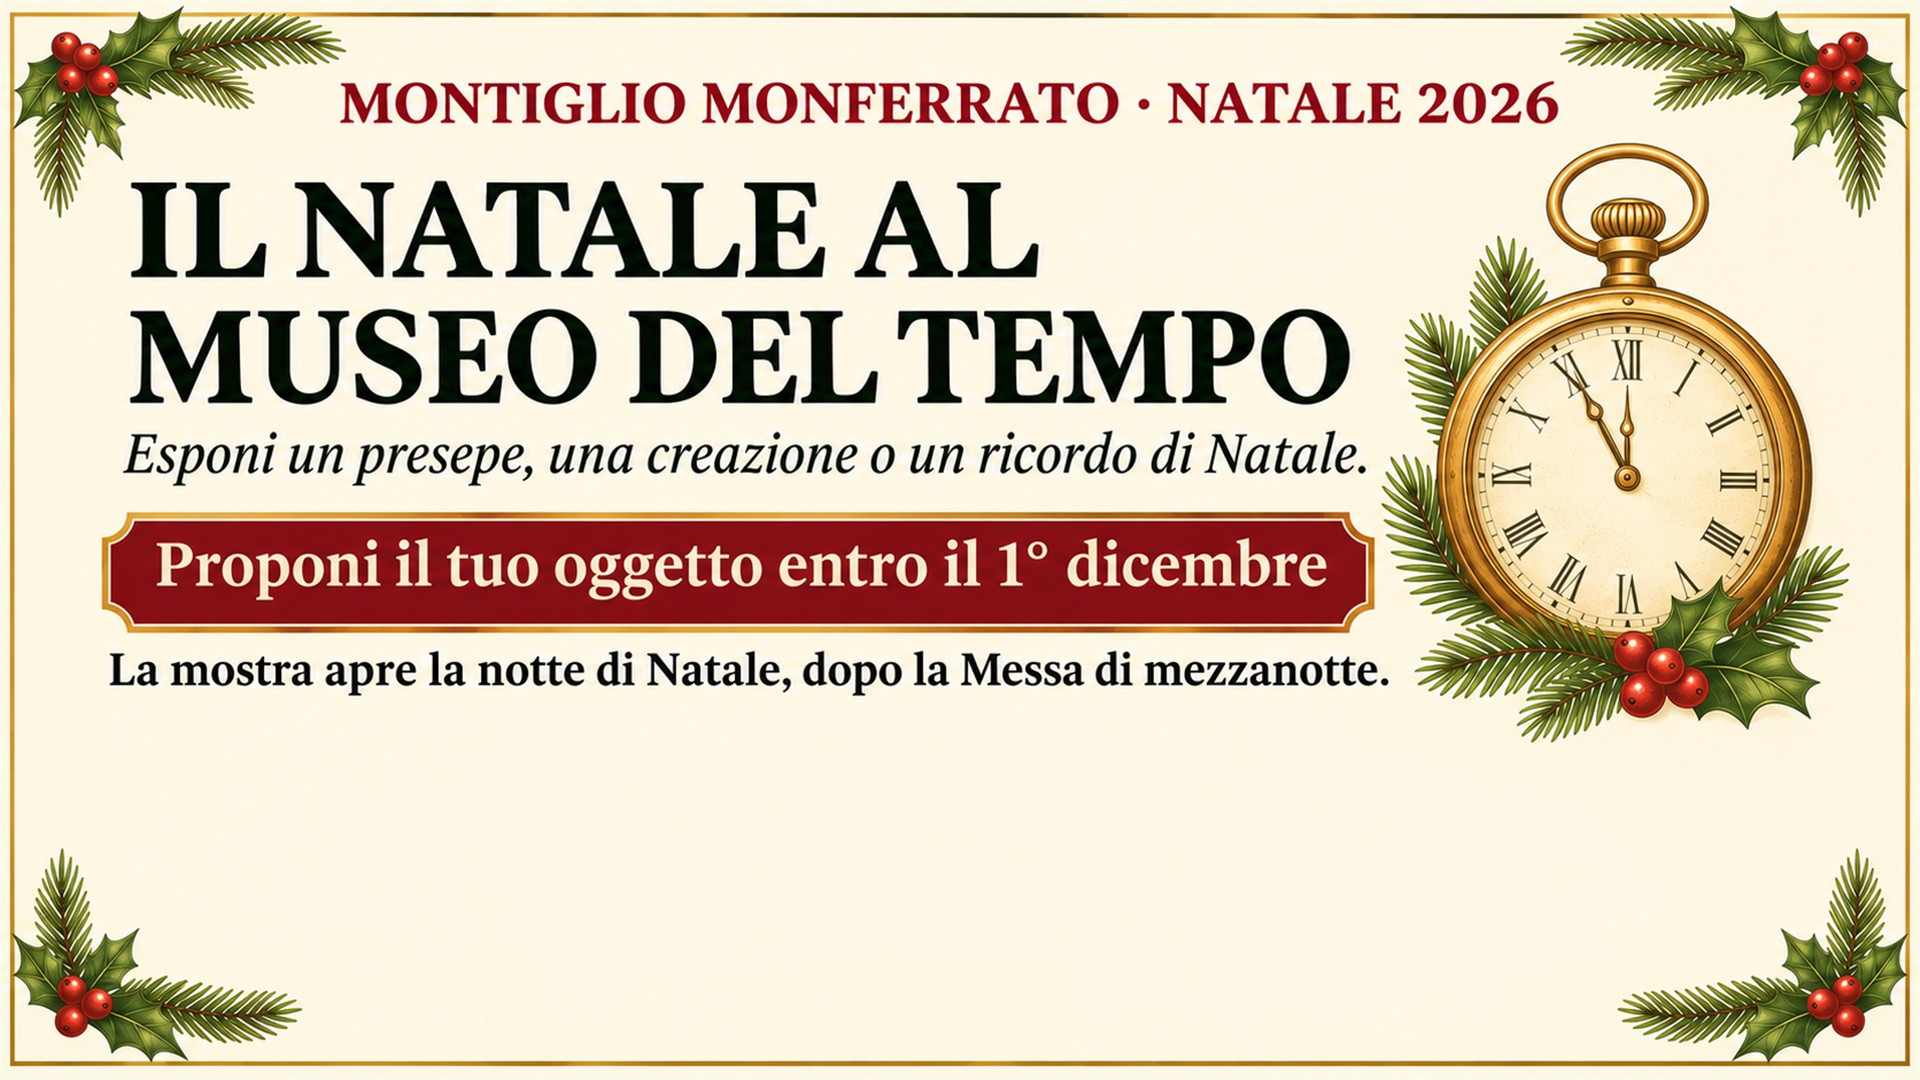 MONTIGLIO MONFERRATO · NATALE 2026
IL NATALE AL
MUSEO DEL TEMPO
Esponi un presepe, una creazione o un ricordo di Natale.
Proponi il tuo oggetto entro il 1° dicembre
La mostra apre la notte di Natale, dopo la Messa di mezzanotte.